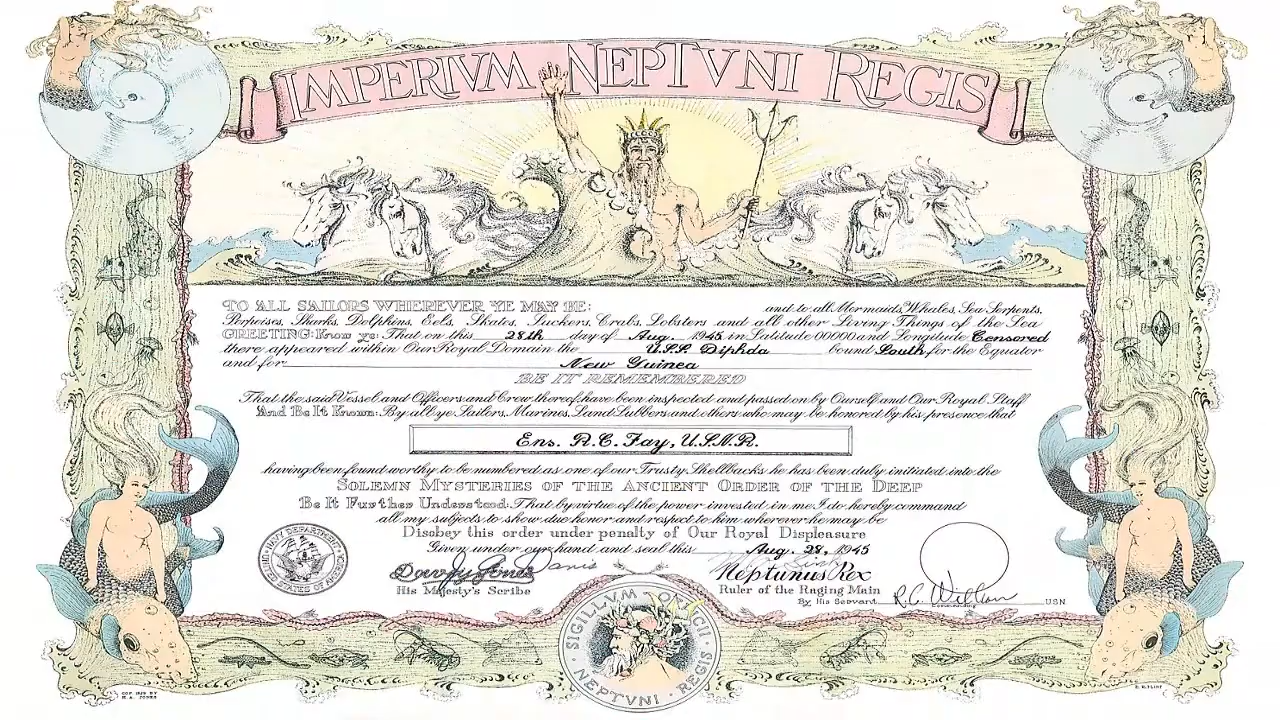 IMPERIVM NEPTVNI REGIS
TO ALL SAILORS WHEREVER YE MAY BE: and to all Mermaids, Whales, Sea Serpents,
Porpoises, Sharks, Dolphins, Eels, Skates, Suckers, Crabs, Lobsters and all other Living Things of the Sea
GREETING: Know ye: That on this 28th day of Aug. 1945 in Latitude 00000 and Longitude Censored
there appeared within Our Royal Domain the U.S.S. Diphda bound South for the Equator
and for New Guinea
BE IT REMEMBERED
That the said Vessel and Officers and Crew thereof, have been inspected and passed on by Ourself and Our Royal Staff
And Be It Known: By all ye Sailors, Marines, Land Lubbers and others who may be honored by his presence that
Ens. R.C. Fay, U.S.N.R.
having been found worthy to be numbered as one of our Trusty Shellbacks he has been duly initiated into the
SOLEMN MYSTERIES OF THE ANCIENT ORDER OF THE DEEP
Be It Further Understood: That by virtue of the power invested in me I do hereby command
all my subjects to show due honor and respect to him wherever he may be
Disobey this order under penalty of Our Royal Displeasure
Given under our hand and seal this Aug. 28, 1945
NAVY DEPARTMENT
Davy Jones
Neptunus Rex
His Majesty's Scribe
Ruler of the Raging Main
By His Servant
USN
SIGILLVM REGIS NEPTVNI